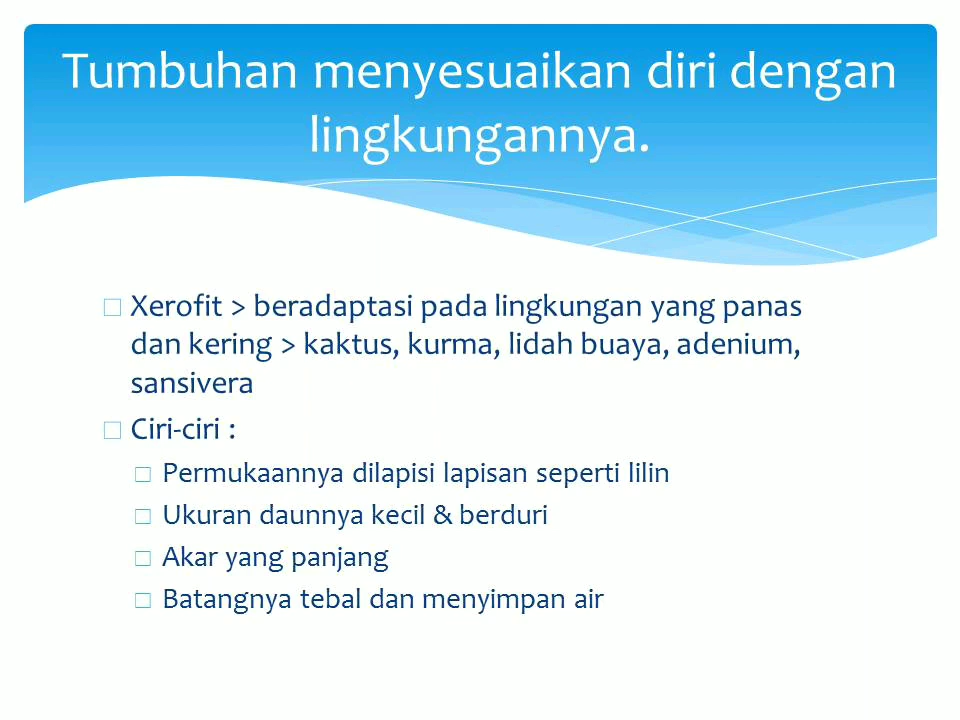 Tumbuhan menyesuaikan diri dengan
lingkungannya.
Xerofit > beradaptasi pada lingkungan yang panas
dan kering > kaktus, kurma, lidah buaya, adenium,
sansivera
Ciri-ciri :
Permukaannya dilapisi lapisan seperti lilin
Ukuran daunnya kecil & berduri
Akar yang panjang
Batangnya tebal dan menyimpan air